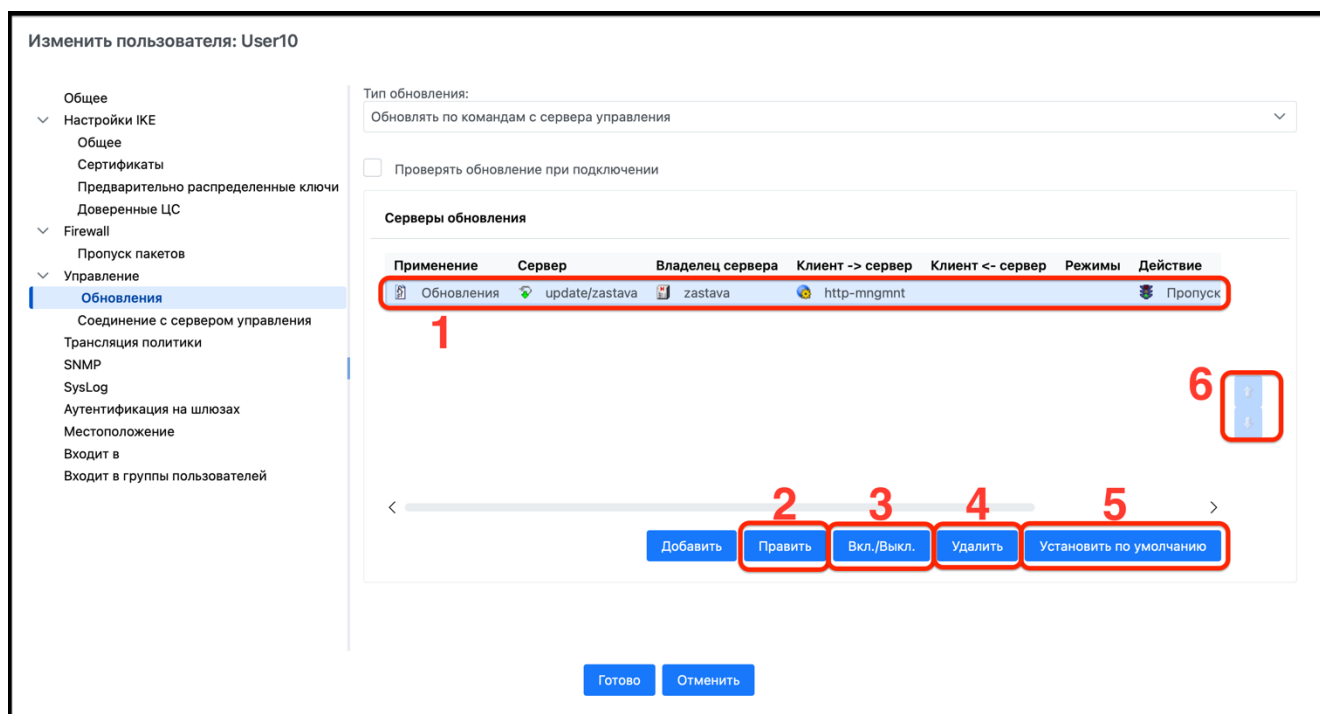 Изменить пользователя: User10
Общее
Настройки IKE
Общее
Сертификаты
Предварительно распределенные ключи
Доверенные ЦС
Firewall
Пропуск пакетов
Управление
Обновления
Соединение с сервером управления
Трансляция политики
SNMP
SysLog
Аутентификация на шлюзах
Местоположение
Входит в
Входит в группы пользователей
Тип обновления:
Обновлять по командам с сервера управления
Проверять обновление при подключении
Серверы обновления
Применение Сервер Владелец сервера Клиент -> сервер Клиент <- сервер Режимы Действие
Обновления update/zastava zastava http-mngmnt Пропуск
1
6
2 3 4 5
Добавить Править Вкл./Выкл. Удалить Установить по умолчанию
Готово Отменить